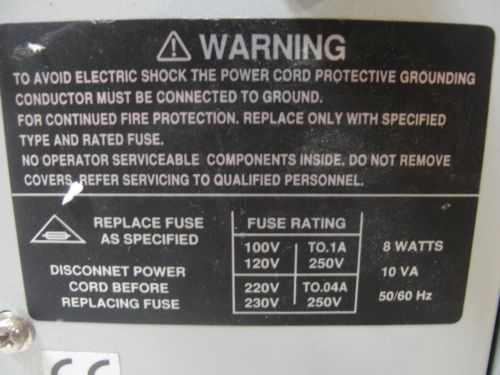 WARNING
TO AVOID ELECTRIC SHOCK THE POWER CORD PROTECTIVE GROUNDING
CONDUCTOR MUST BE CONNECTED TO GROUND.
FOR CONTINUED FIRE PROTECTION. REPLACE ONLY WITH SPECIFIED
TYPE AND RATED FUSE.
NO OPERATOR SERVICEABLE COMPONENTS INSIDE. DO NOT REMOVE
COVERS, REFER SERVICING TO QUALIFIED PERSONNEL.
REPLACE FUSE
AS SPECIFIED
DISCONNET POWER
CORD BEFORE
REPLACING FUSE
FUSE RATING
100V TO.1A
120V 250V
220V TO.04A
230V 250V
8 WATTS
10 VA
50/60 Hz
CE